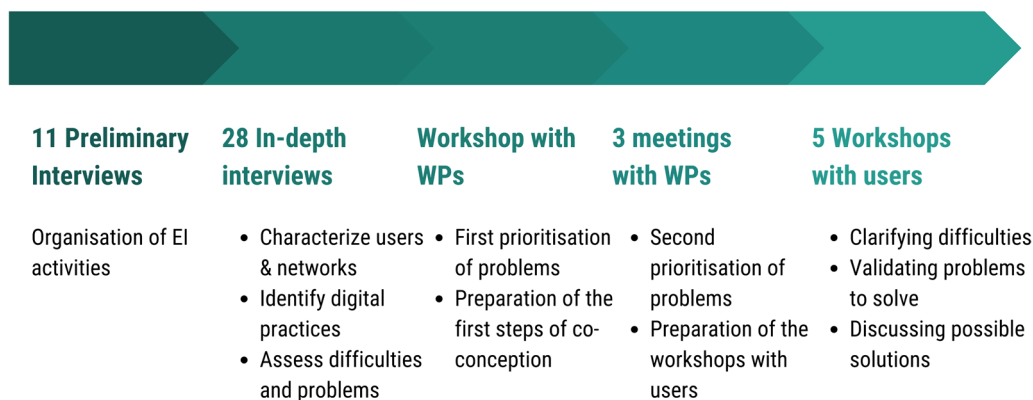 11 Preliminary
Interviews
Organisation of EI
activities
28 In-depth
interviews
• Characterize users
& networks
• Identify digital
practices
• Assess difficulties
and problems
Workshop with
WPs
• First prioritisation
of problems
• Preparation of the
first steps of co-
conception
3 meetings
with WPs
• Second
prioritisation of
problems
• Preparation of the
workshops with
users
5 Workshops
with users
• Clarifying difficulties
• Validating problems
to solve
• Discussing possible
solutions